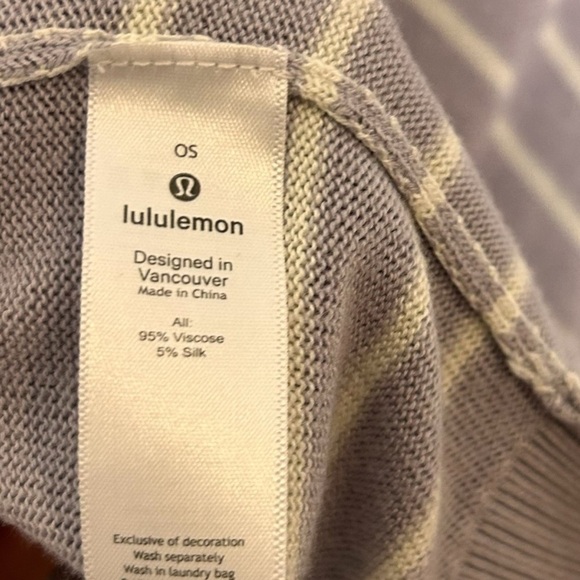 OS
lululemon
Designed in
Vancouver
Made in China
All:
95% Viscose
5% Silk
Exclusive of decoration
Wash separately
Wash in laundry bag